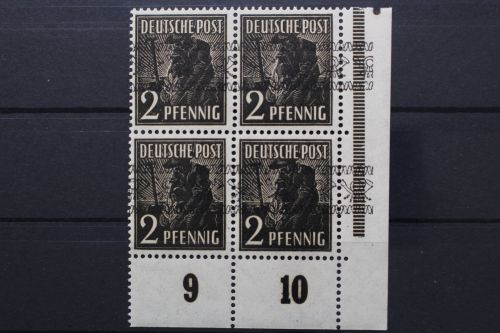 DEUTSCHE POST DEUTSCHE POST
2 PFENNIG 2 PFENNIG
DEUTSCHE POST DEUTSCHE POST
2 PFENNIG 2 PFENNIG
9 10